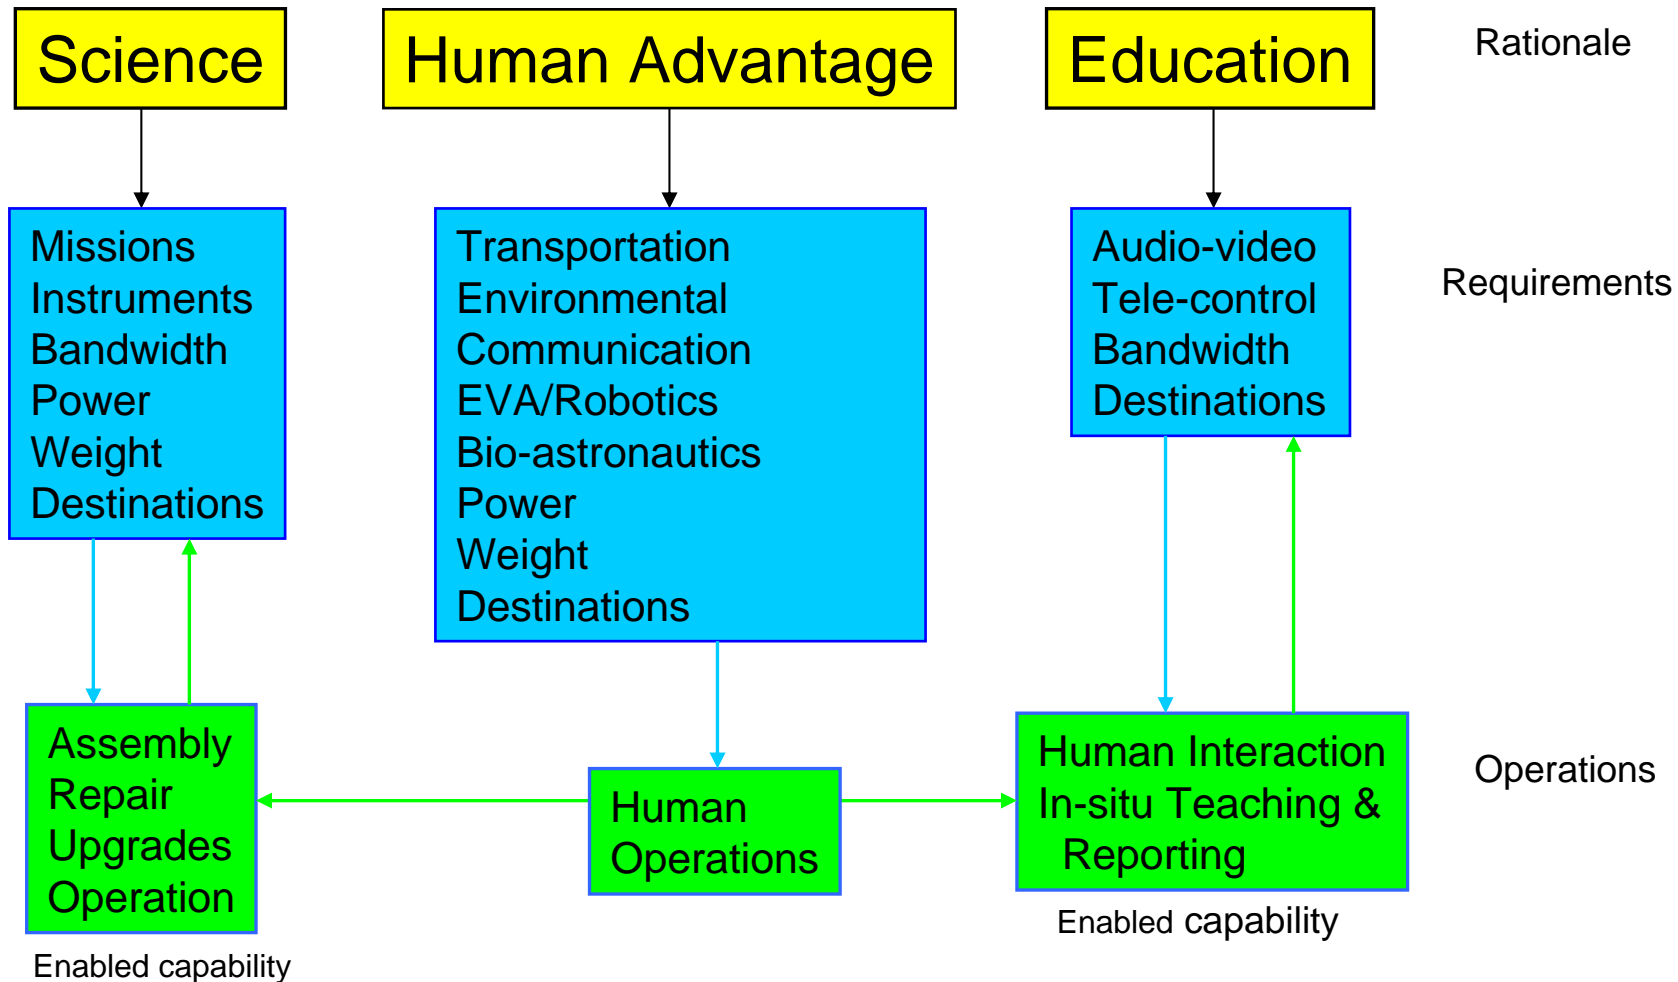 Science
Human Advantage
Education
Rationale
Missions
Instruments
Bandwidth
Power
Weight
Destinations
Transportation
Environmental
Communication
EVA/Robotics
Bio-astronautics
Power
Weight
Destinations
Audio-video
Tele-control
Bandwidth
Destinations
Requirements
Assembly
Repair
Upgrades
Operation
Enabled capability
Human
Operations
Human Interaction
In-situ Teaching &
Reporting
Enabled capability
Operations